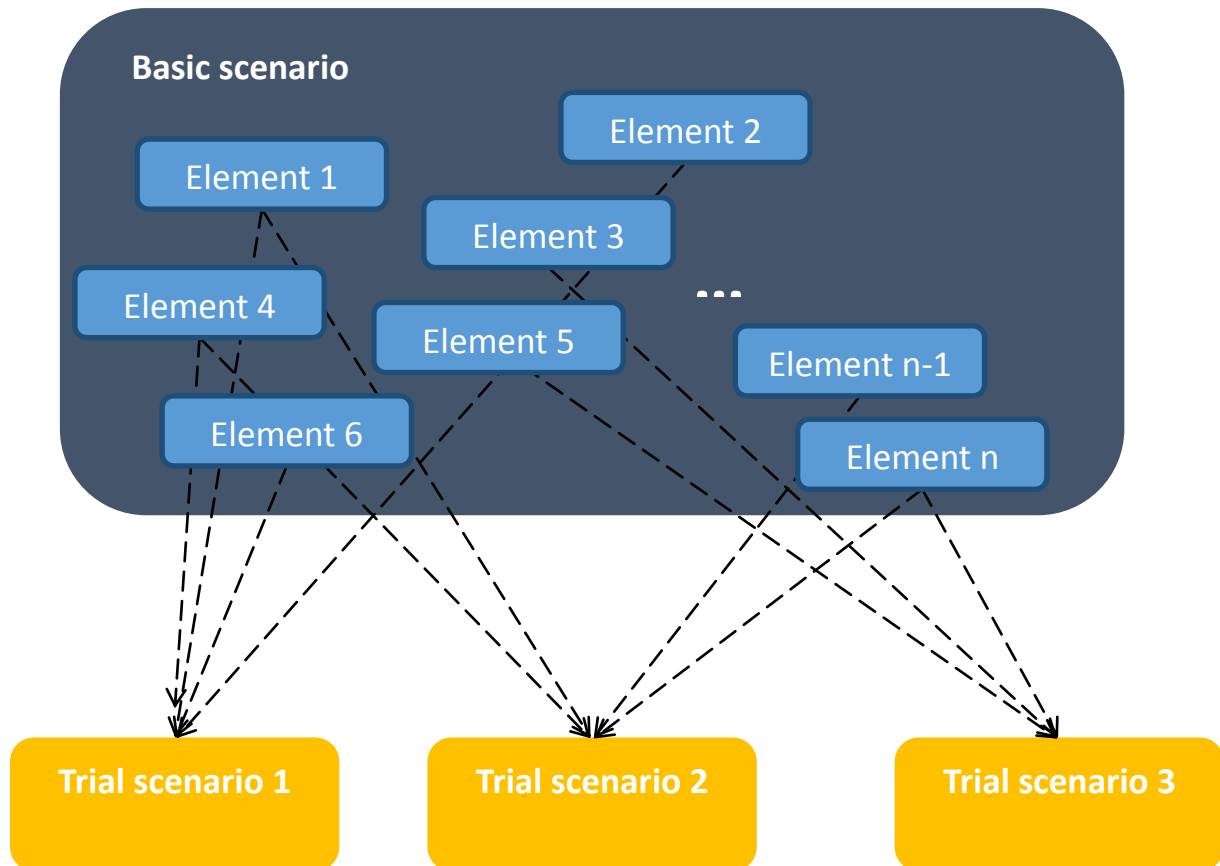 Basic scenario
Element 2
Element 1
Element 3
Element 4
...
Element 5
Element n-1
Element 6
Element n
Trial scenario 1
Trial scenario 2
Trial scenario 3